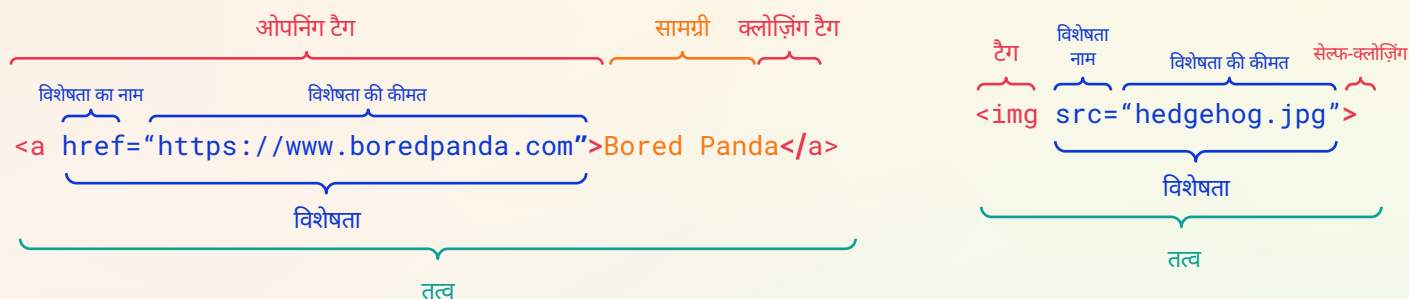 ओपनिंग टैग
सामग्री
क्लोज़िंग टैग
विशेषता का नाम
विशेषता की कीमत
<a href=“https://www.boredpanda.com”>Bored Panda</a>
विशेषता
तत्व
टैग
विशेषता
नाम
विशेषता की कीमत
सेल्फ-क्लोज़िंग
<img src=“hedgehog.jpg”>
विशेषता
तत्व